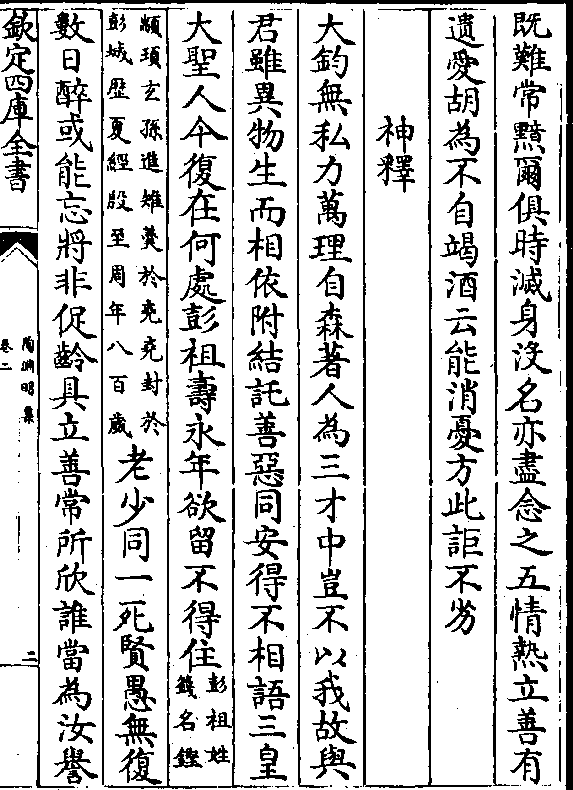 既難常黯爾俱時滅身沒名亦盡念之五情熱立善有
遺愛胡為不自竭酒云能消憂方此詎不劣
神釋
大鈞無私力萬理自森著人為三才中豈不以我故與
君雖異物生而相依附結託善惡同安得不相語三皇
大聖人今復在何處彭祖壽永年欲留不得住
彭祖姓
籛名鏗
顓頊玄孫進雉羹於堯堯封於
彭城歷夏經殷至周年八百歲
老少同一死賢愚無復
數日醉或能忘將非促齡具立善常所欣誰當為汝譽
欽定四庫全書
陶淵明集
卷二
二